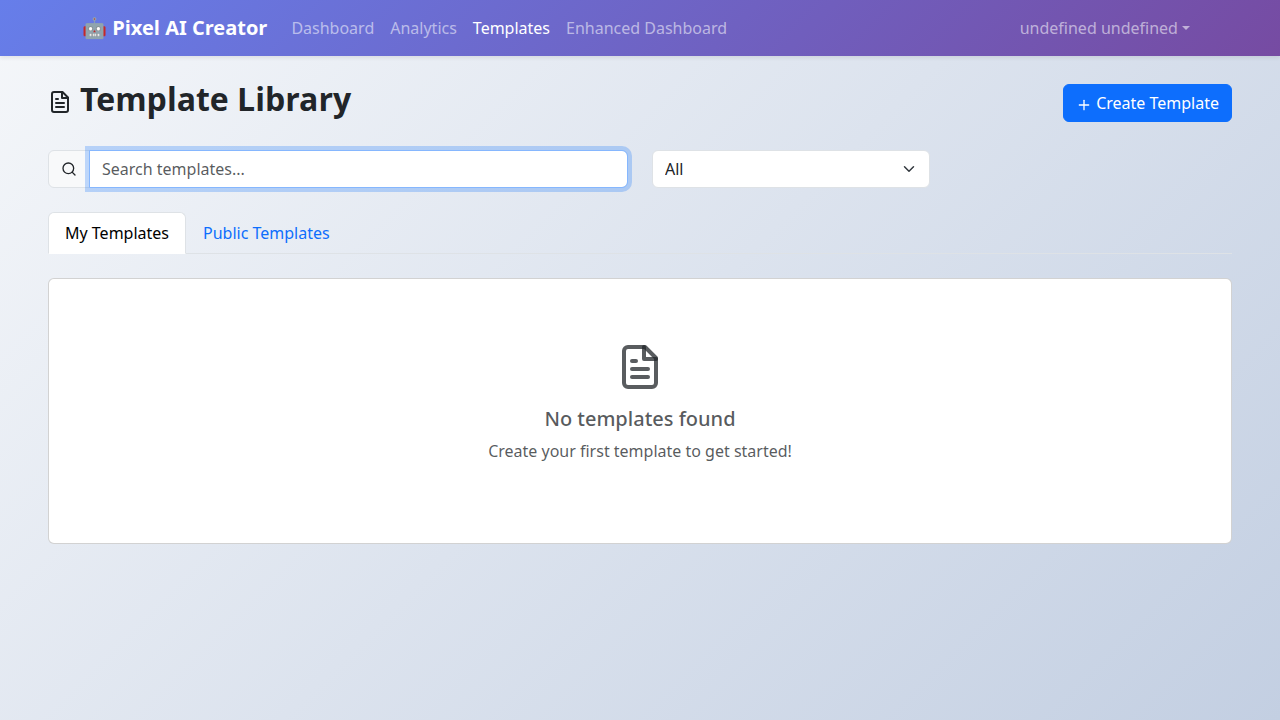 🤖 Pixel AI Creator Dashboard Analytics Templates Enhanced Dashboard undefined undefined
Template Library
Create Template
Search templates...
All
My Templates Public Templates
No templates found
Create your first template to get started!